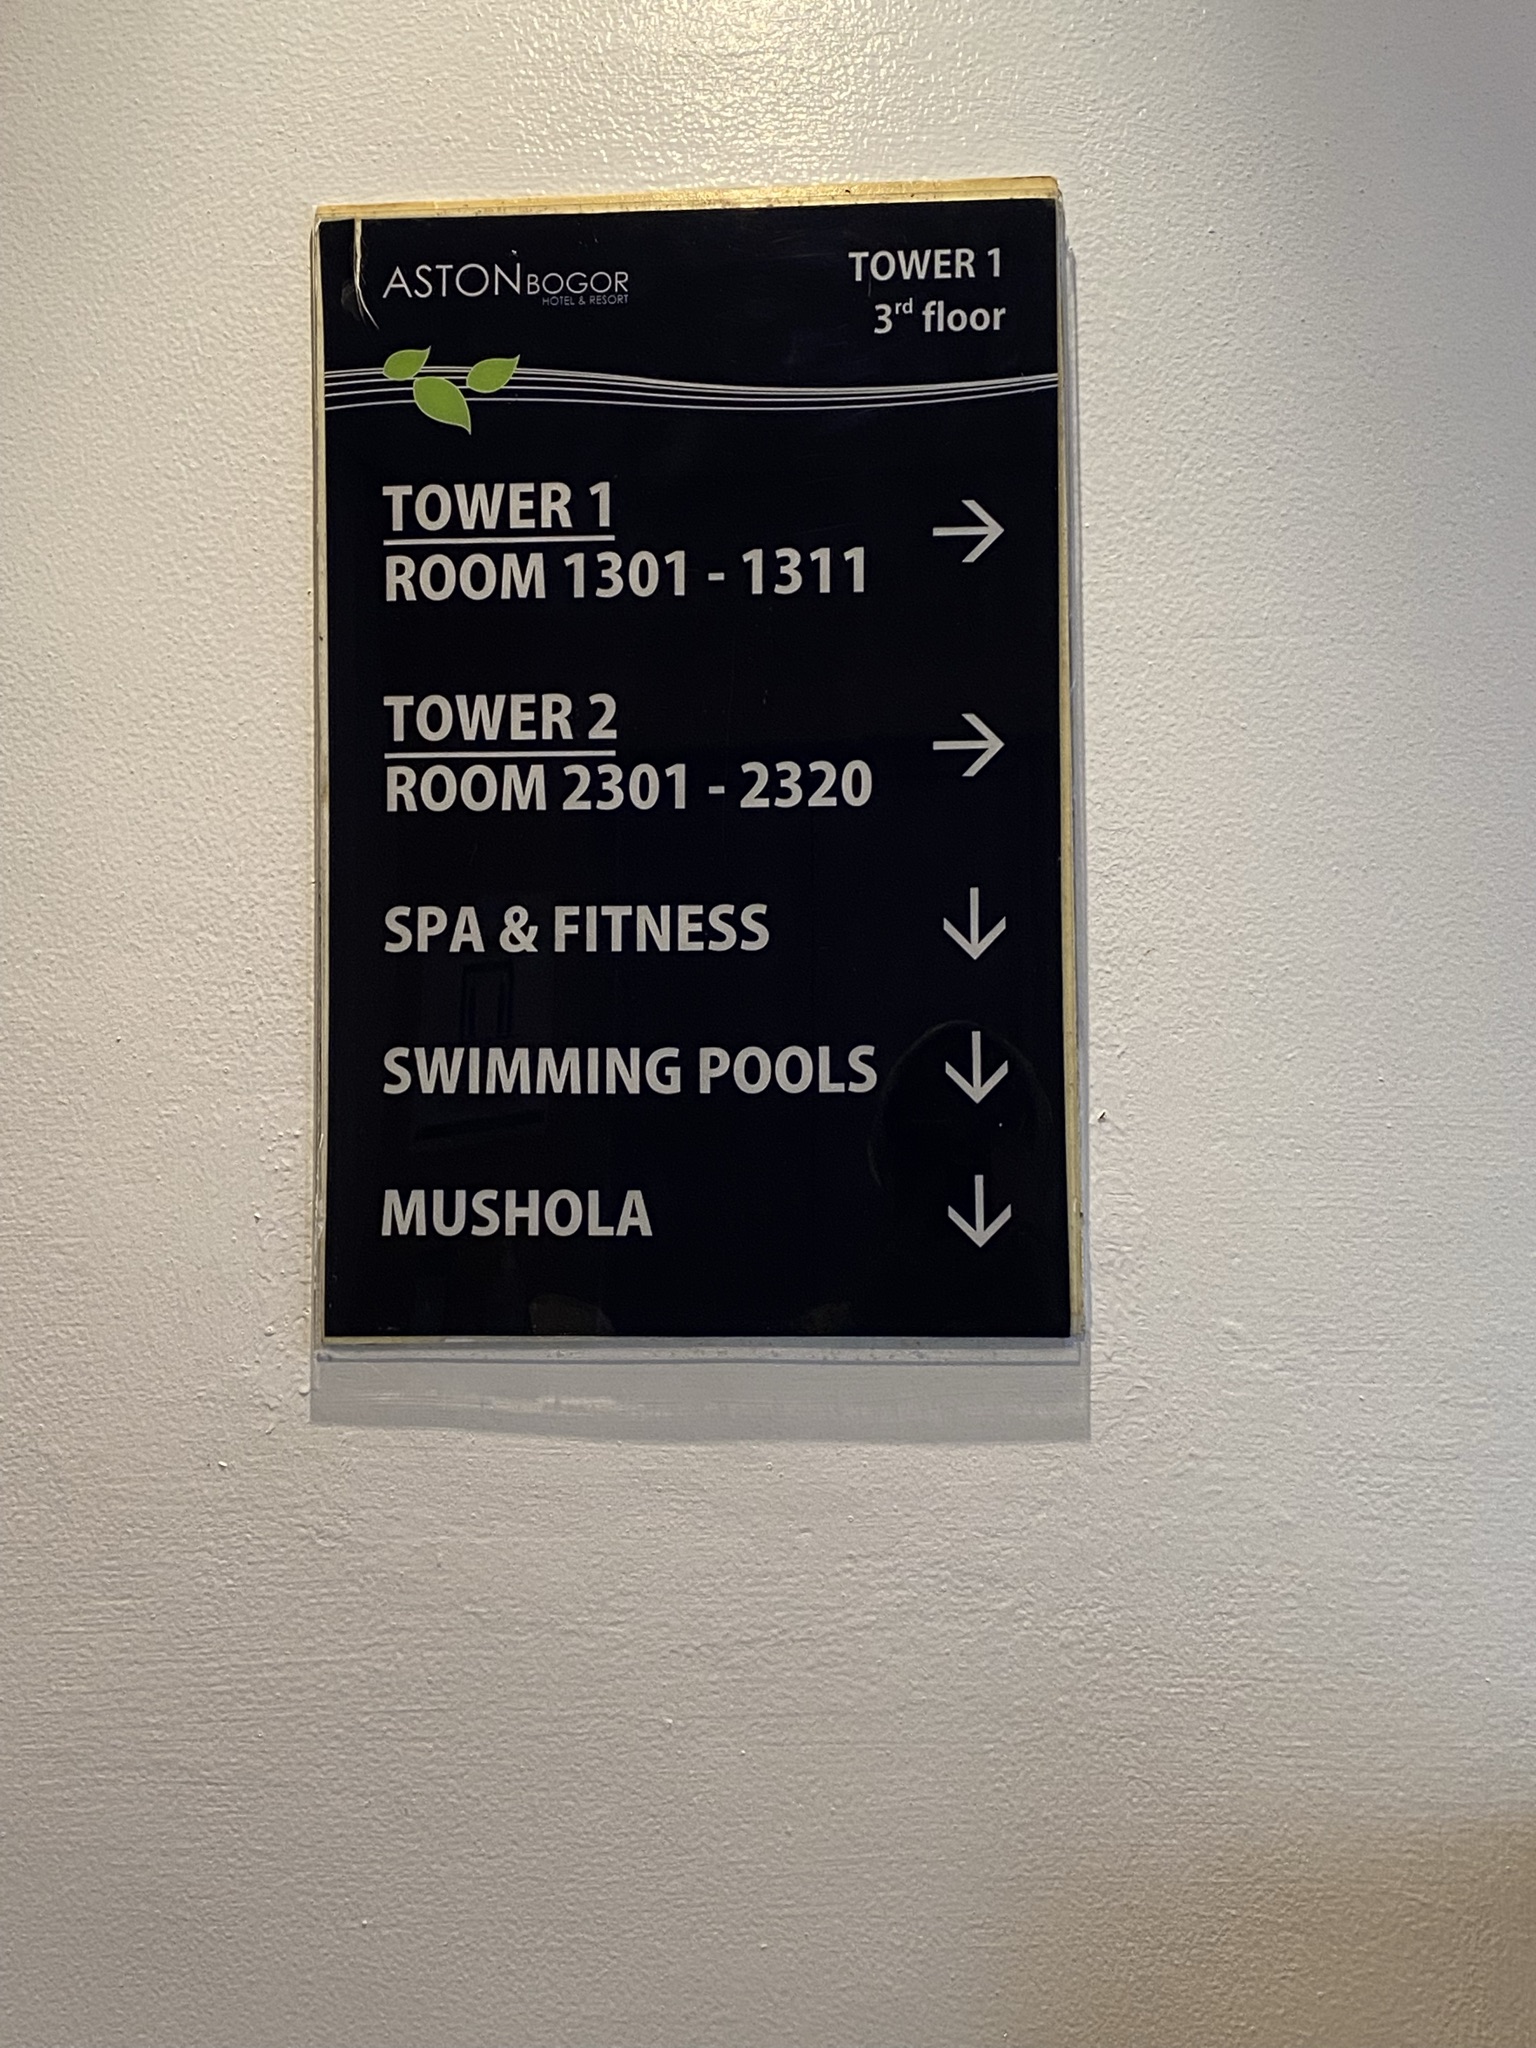 ASTON BOGOR
HOTEL & RESORT
TOWER 1
3rd floor
TOWER 1
ROOM 1301 - 1311
→
TOWER 2
ROOM 2301 - 2320
→
SPA & FITNESS ↓
SWIMMING POOLS ↓
MUSHOLA ↓